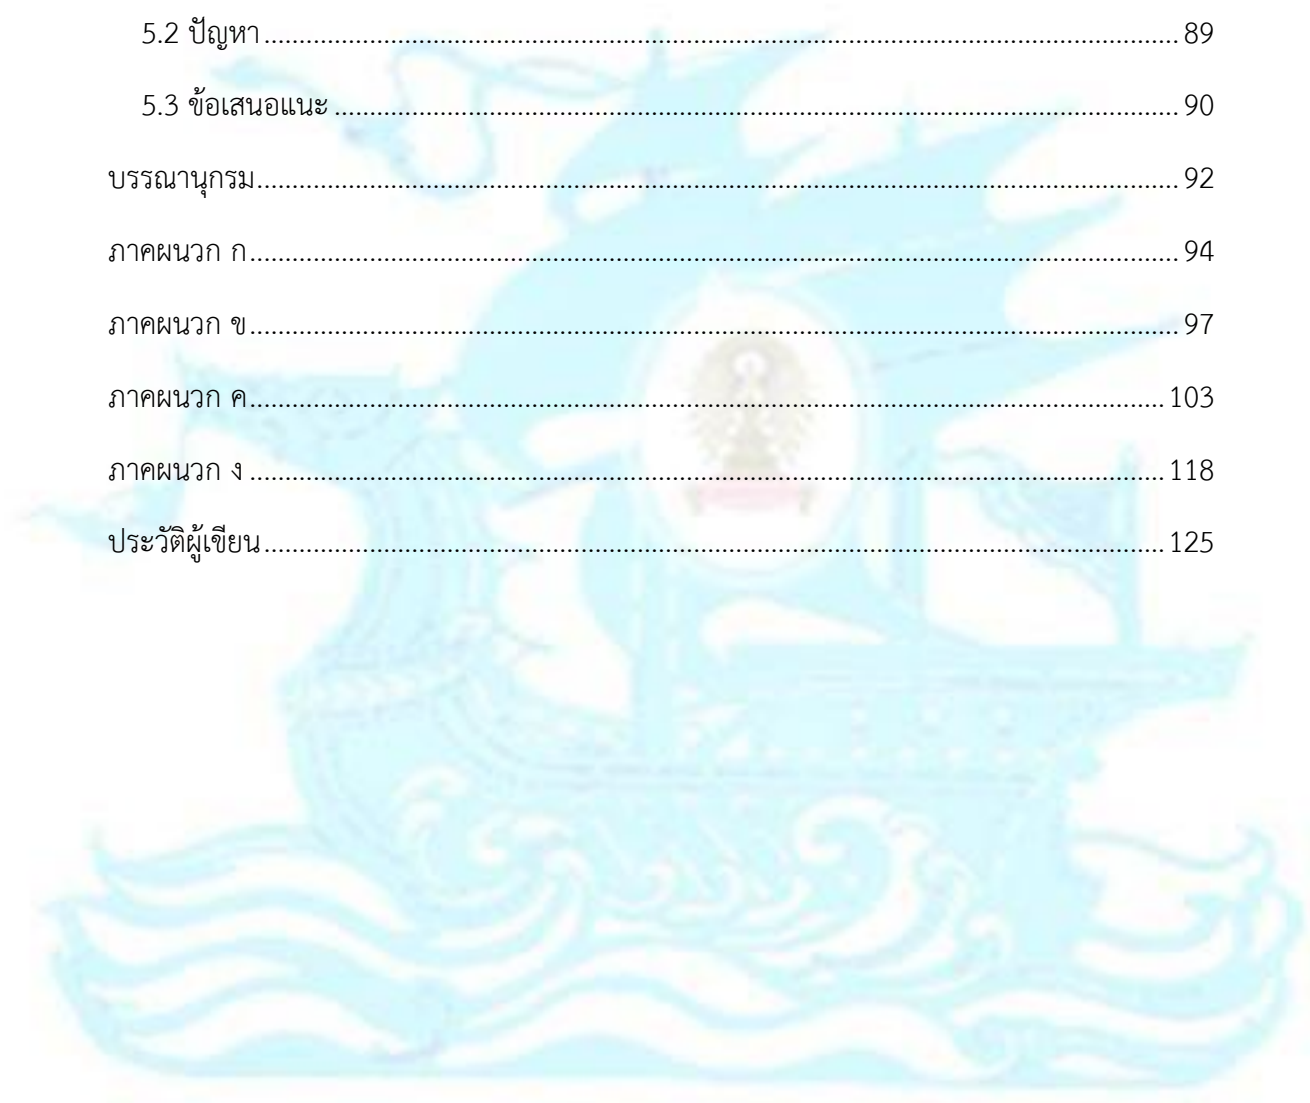 5.2 ปัญหา........................................................................................................................................ 89
5.3 ข้อเสนอแนะ............................................................................................................................. 90
บรรณานุกรม................................................................................................................................... 92
ภาคผนวก ก.................................................................................................................................... 94
ภาคผนวก ข.................................................................................................................................... 97
ภาคผนวก ค.................................................................................................................................. 103
ภาคผนวก ง.................................................................................................................................. 118
ประวัติผู้เขียน................................................................................................................................ 125